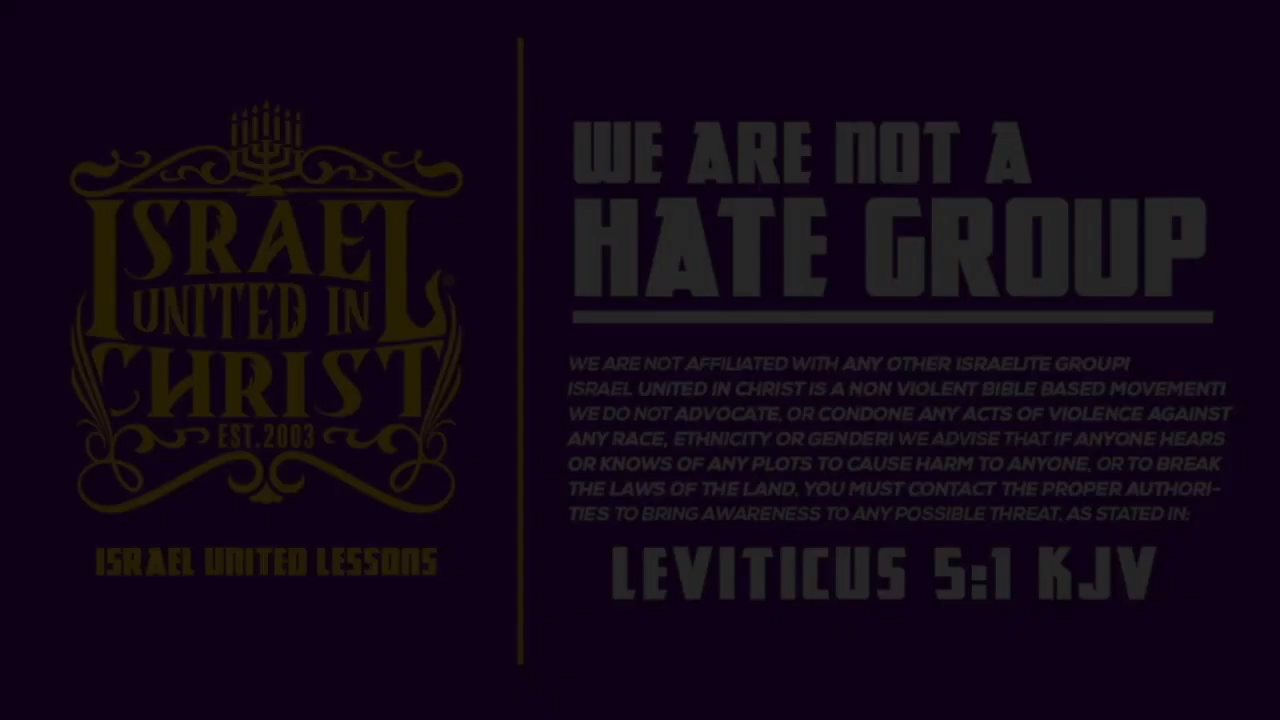 ISRAEL
UNITED IN
CHRIST
EST. 2003
ISRAEL UNITED LESSONS
WE ARE NOT A
HATE GROUP
WE ARE NOT AFFILIATED WITH ANY OTHER ISRAELITE GROUP!
ISRAEL UNITED IN CHRIST IS A NON VIOLENT BIBLE BASED MOVEMENT!
WE DO NOT ADVOCATE, OR CONDONE ANY ACTS OF VIOLENCE AGAINST
ANY RACE, ETHNICITY OR GENDER! WE ADVISE THAT IF ANYONE HEARS
OR KNOWS OF ANY PLOTS TO CAUSE HARM TO ANYONE, OR TO BREAK
THE LAWS OF THE LAND, YOU MUST CONTACT THE PROPER AUTHORI-
TIES TO BRING AWARENESS TO ANY POSSIBLE THREAT, AS STATED IN:
LEVITICUS 5:1 KJV